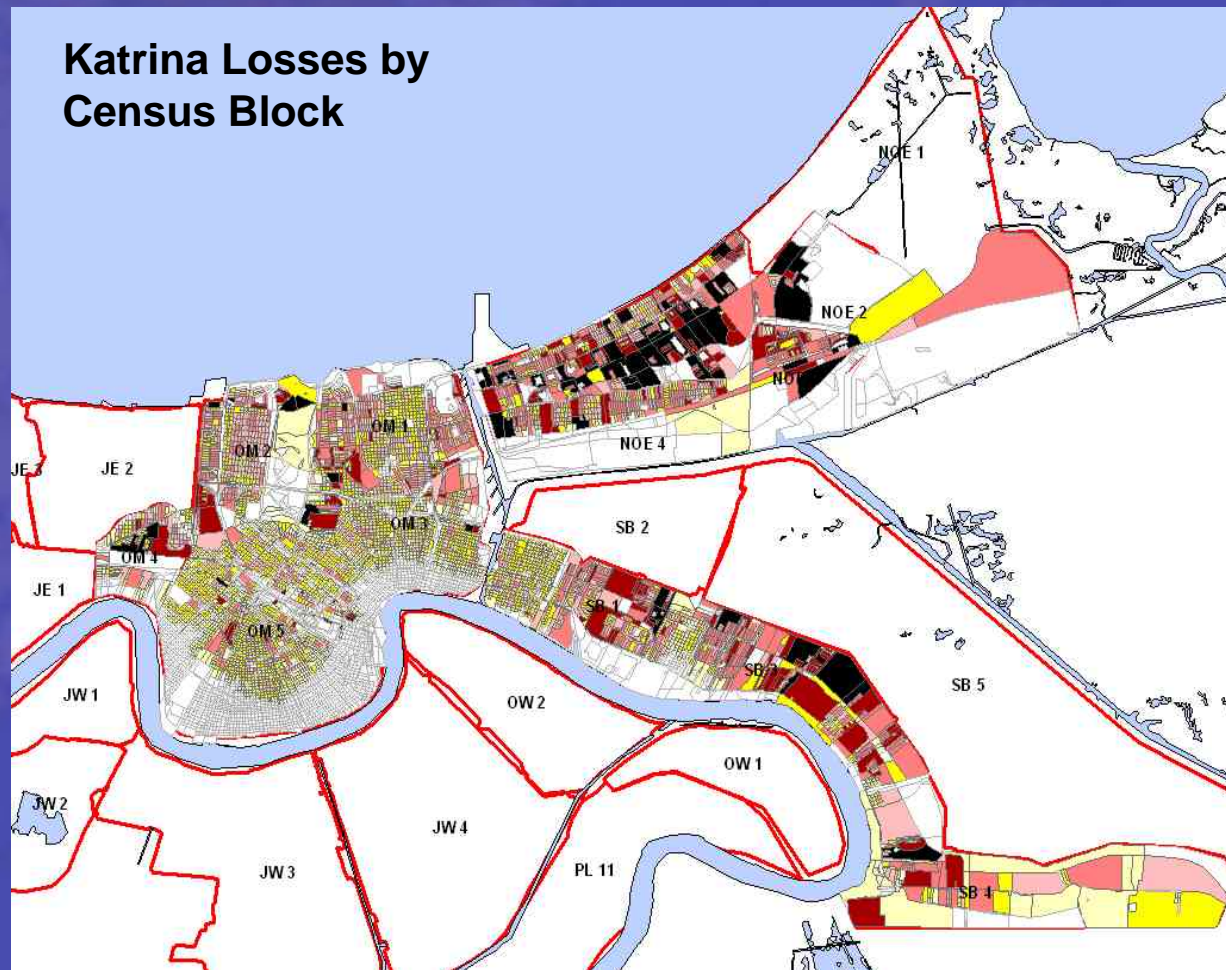 Katrina Losses by
Census Block
NOE 1
NOE 2
NOE 4
OM 1
OM 2
JE 3
JE 2
OM 3
SB 2
OM 4
JE 1
SB 1
OM 5
SB 5
JW 1
OW 2
OW 1
JW 2
JW 4
JW 3
PL 11
SB 4